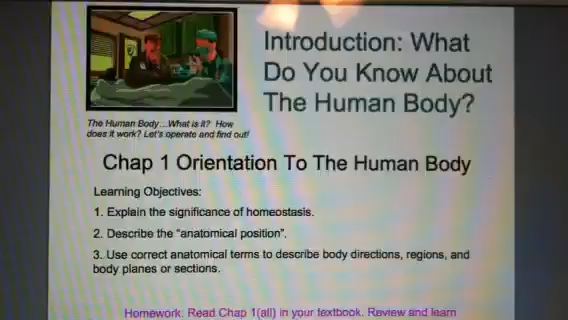 Introduction: What
Do You Know About
The Human Body?
The Human Body...What is it? How
does it work? Let's operate and find out!
Chap 1 Orientation To The Human Body
Learning Objectives:
1. Explain the significance of homeostasis.
2. Describe the "anatomical position".
3. Use correct anatomical terms to describe body directions, regions, and
body planes or sections.
Homework. Read Chap 1(all) in your textbook. Review and learn